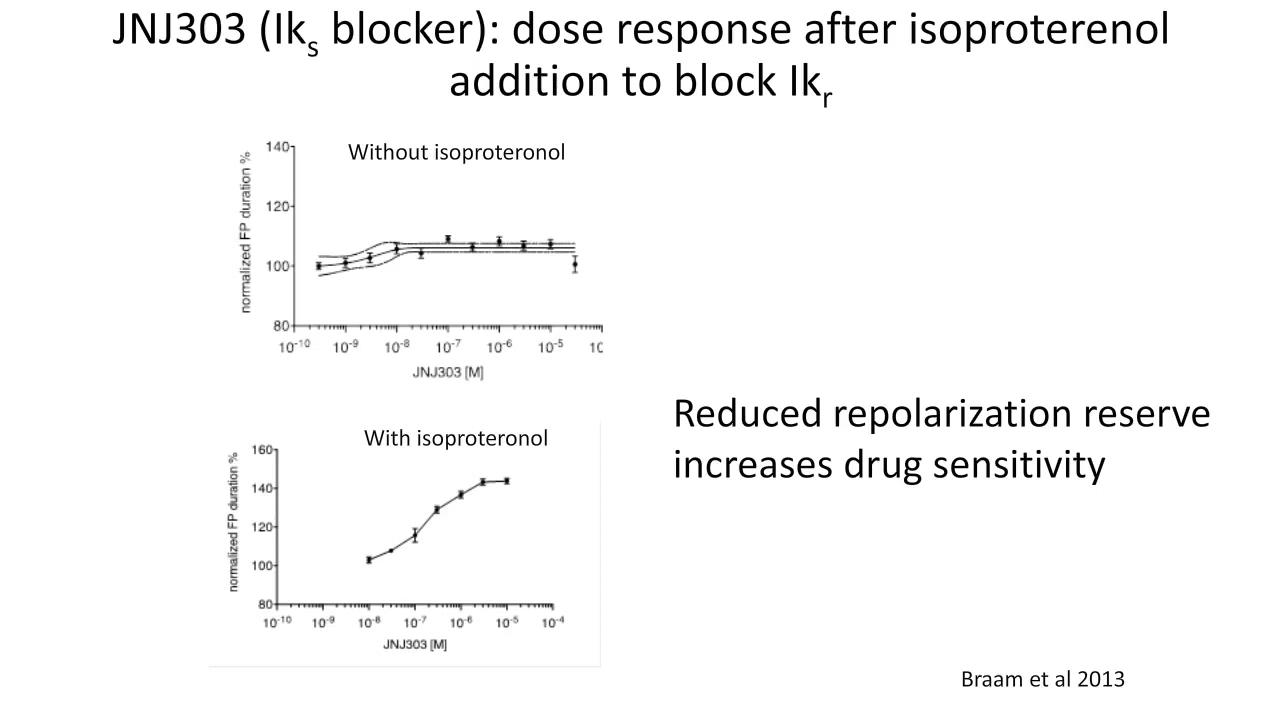 JNJ303 (Iks blocker): dose response after isoproterenol
addition to block Ikr
Without isoproteronol
normalized FP duration %
140
120
100
80
10-10 10-9 10-8 10-7 10-6 10-5 10
JNJ303 [M]
Reduced repolarization reserve
increases drug sensitivity
With isoproteronol
normalized FP duration %
160
140
120
100
80
10-10 10-9 10-8 10-7 10-6 10-5 10-4
JNJ303 [M]
Braam et al 2013